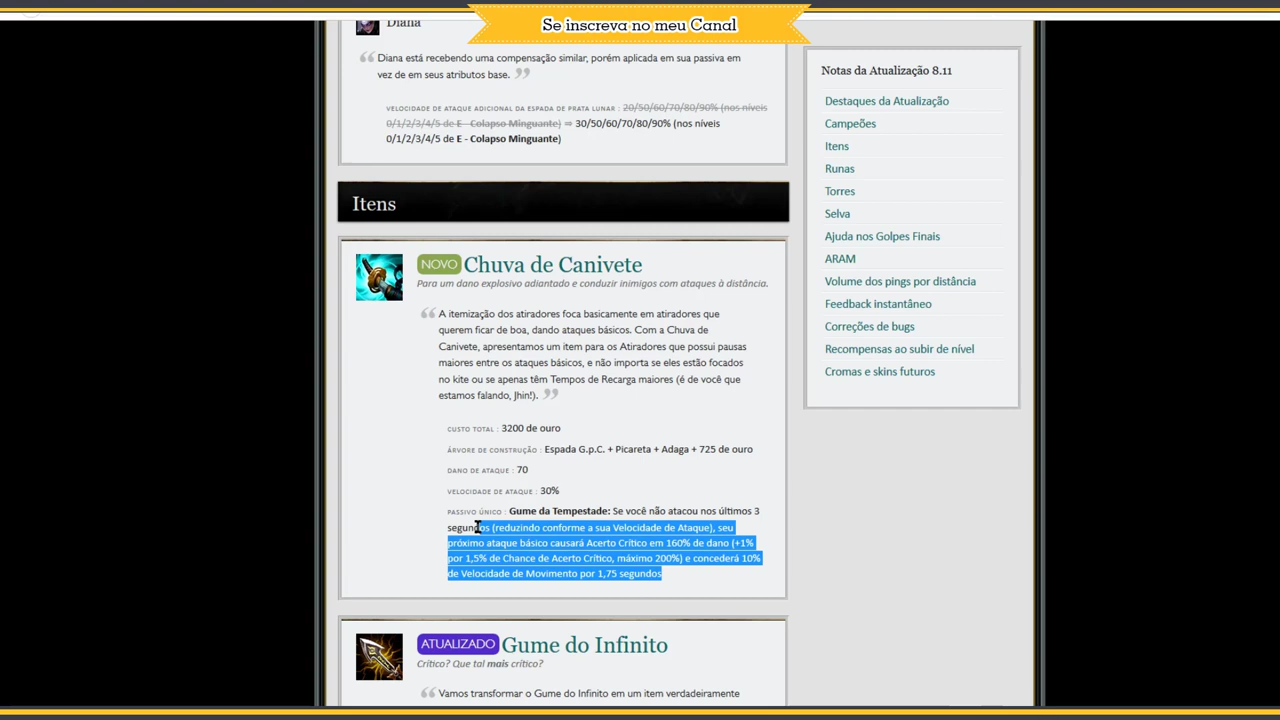 Se inscreva no meu Canal
Diana
Diana está recebendo uma compensação similar, porém aplicada em sua passiva em
vez de em seus atributos base.
VELOCIDADE DE ATAQUE ADICIONAL DA ESPADA DE PRATA LUNAR : 20/50/60/70/80/90% (nos níveis
0/1/2/3/4/5 de E - Colapso Minguante) ⇒ 30/50/60/70/80/90% (nos níveis
0/1/2/3/4/5 de E - Colapso Minguante)
Itens
NOVO Chuva de Canivete
Para um dano explosivo adiantado e conduzir inimigos com ataques à distância.
A itemização dos atiradores foca basicamente em atiradores que
querem ficar de boa, dando ataques básicos. Com a Chuva de
Canivete, apresentamos um item para os Atiradores que possui pausas
maiores entre os ataques básicos, e não importa se eles estão focados
no kite ou se apenas têm Tempos de Recarga maiores (é de você que
estamos falando, Jhin!).
CUSTO TOTAL : 3200 de ouro
ÁRVORE DE CONSTRUÇÃO : Espada G.p.C. + Picareta + Adaga + 725 de ouro
DANO DE ATAQUE : 70
VELOCIDADE DE ATAQUE : 30%
PASSIVO ÚNICO : Gume da Tempestade: Se você não atacou nos últimos 3
segundos (reduzindo conforme a sua Velocidade de Ataque), seu
próximo ataque básico causará Acerto Crítico em 160% de dano (+1%
por 1,5% de Chance de Acerto Crítico, máximo 200%) e concederá 10%
de Velocidade de Movimento por 1,75 segundos
ATUALIZADO Gume do Infinito
Crítico? Que tal mais crítico?
Vamos transformar o Gume do Infinito em um item verdadeiramente
Notas da Atualização 8.11
Destaques da Atualização
Campeões
Itens
Runas
Torres
Selva
Ajuda nos Golpes Finais
ARAM
Volume dos pings por distância
Feedback instantâneo
Correções de bugs
Recompensas ao subir de nível
Cromas e skins futuros